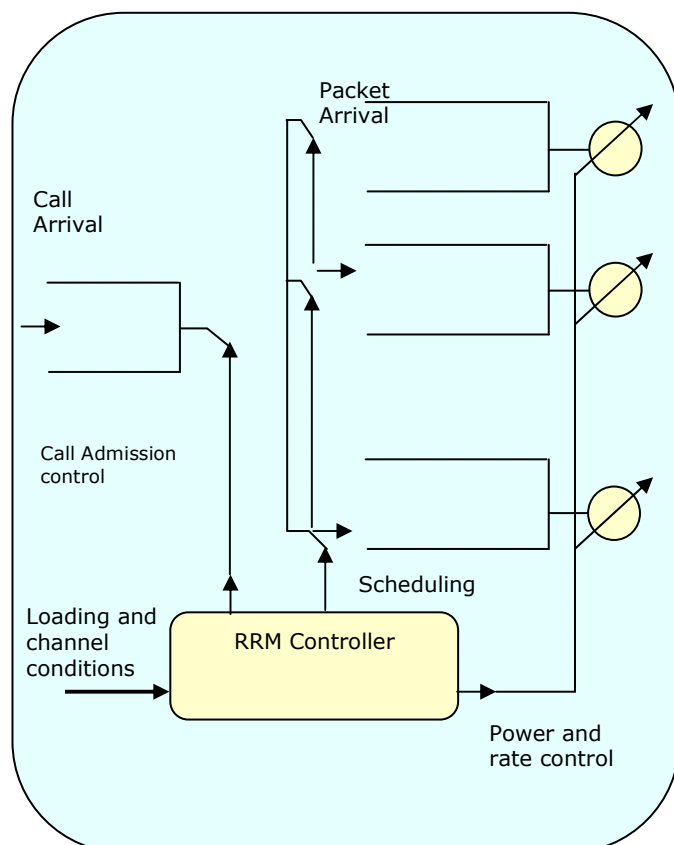 Packet
Arrival
Call
Arrival
Call Admission
control
Scheduling
Loading and
channel
conditions
RRM Controller
Power and
rate control